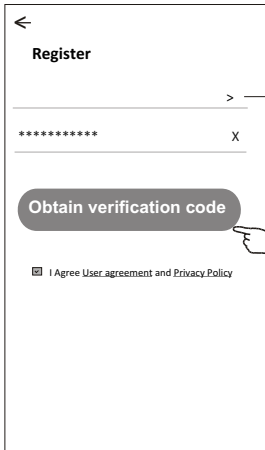 Register
>
*********** X
Obtain verification code
I Agree User agreement and Privacy Policy